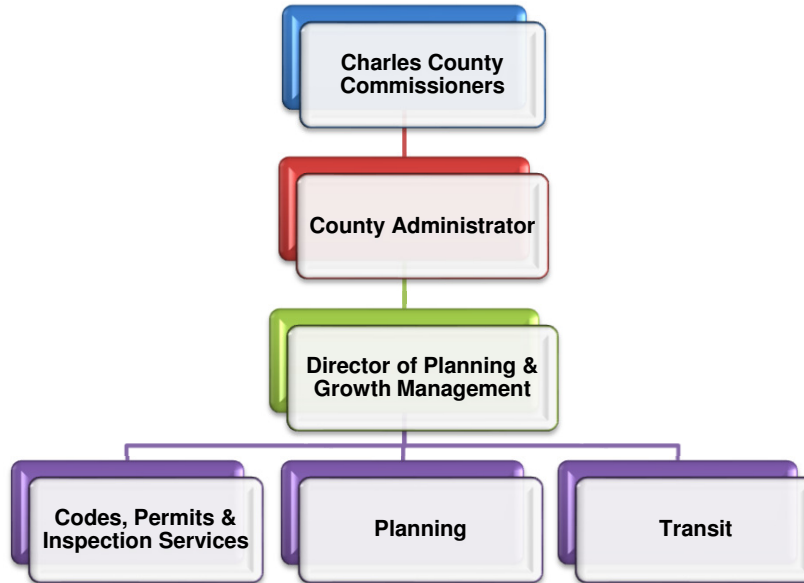 Charles County
Commissioners
County Administrator
Director of Planning &
Growth Management
Codes, Permits &
Inspection Services
Planning
Transit